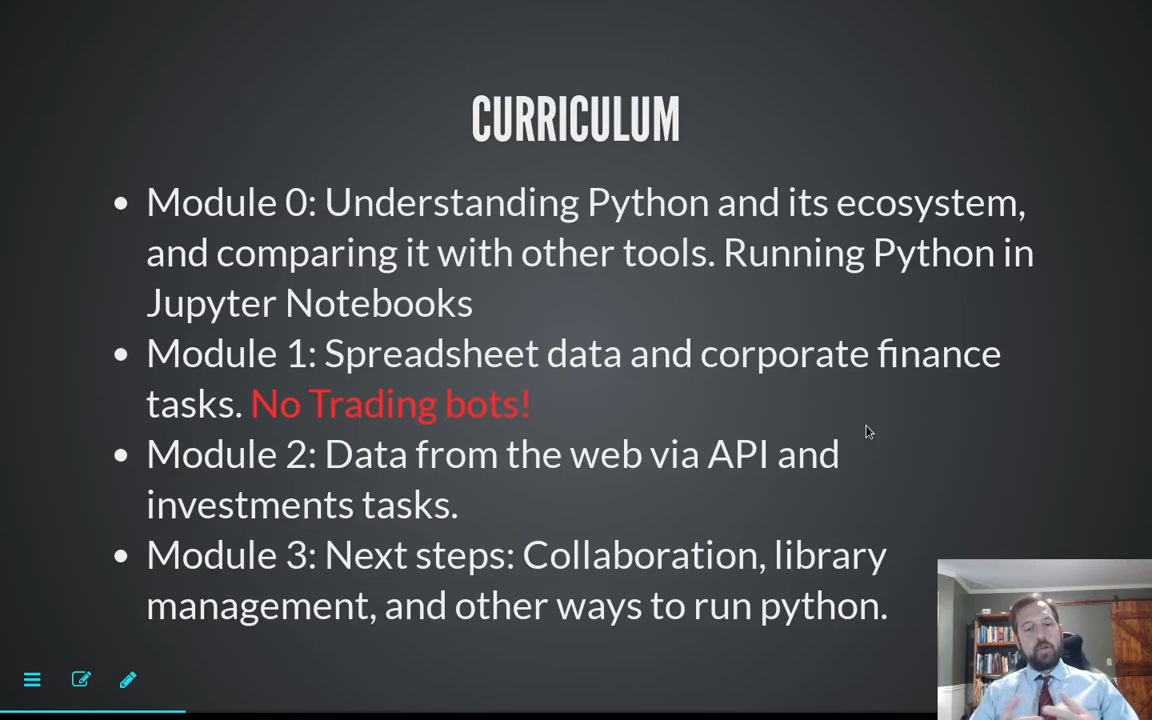 CURRICULUM
• Module 0: Understanding Python and its ecosystem,
and comparing it with other tools. Running Python in
Jupyter Notebooks
• Module 1: Spreadsheet data and corporate finance
tasks. No Trading bots!
• Module 2: Data from the web via API and
investments tasks.
• Module 3: Next steps: Collaboration, library
management, and other ways to run python.